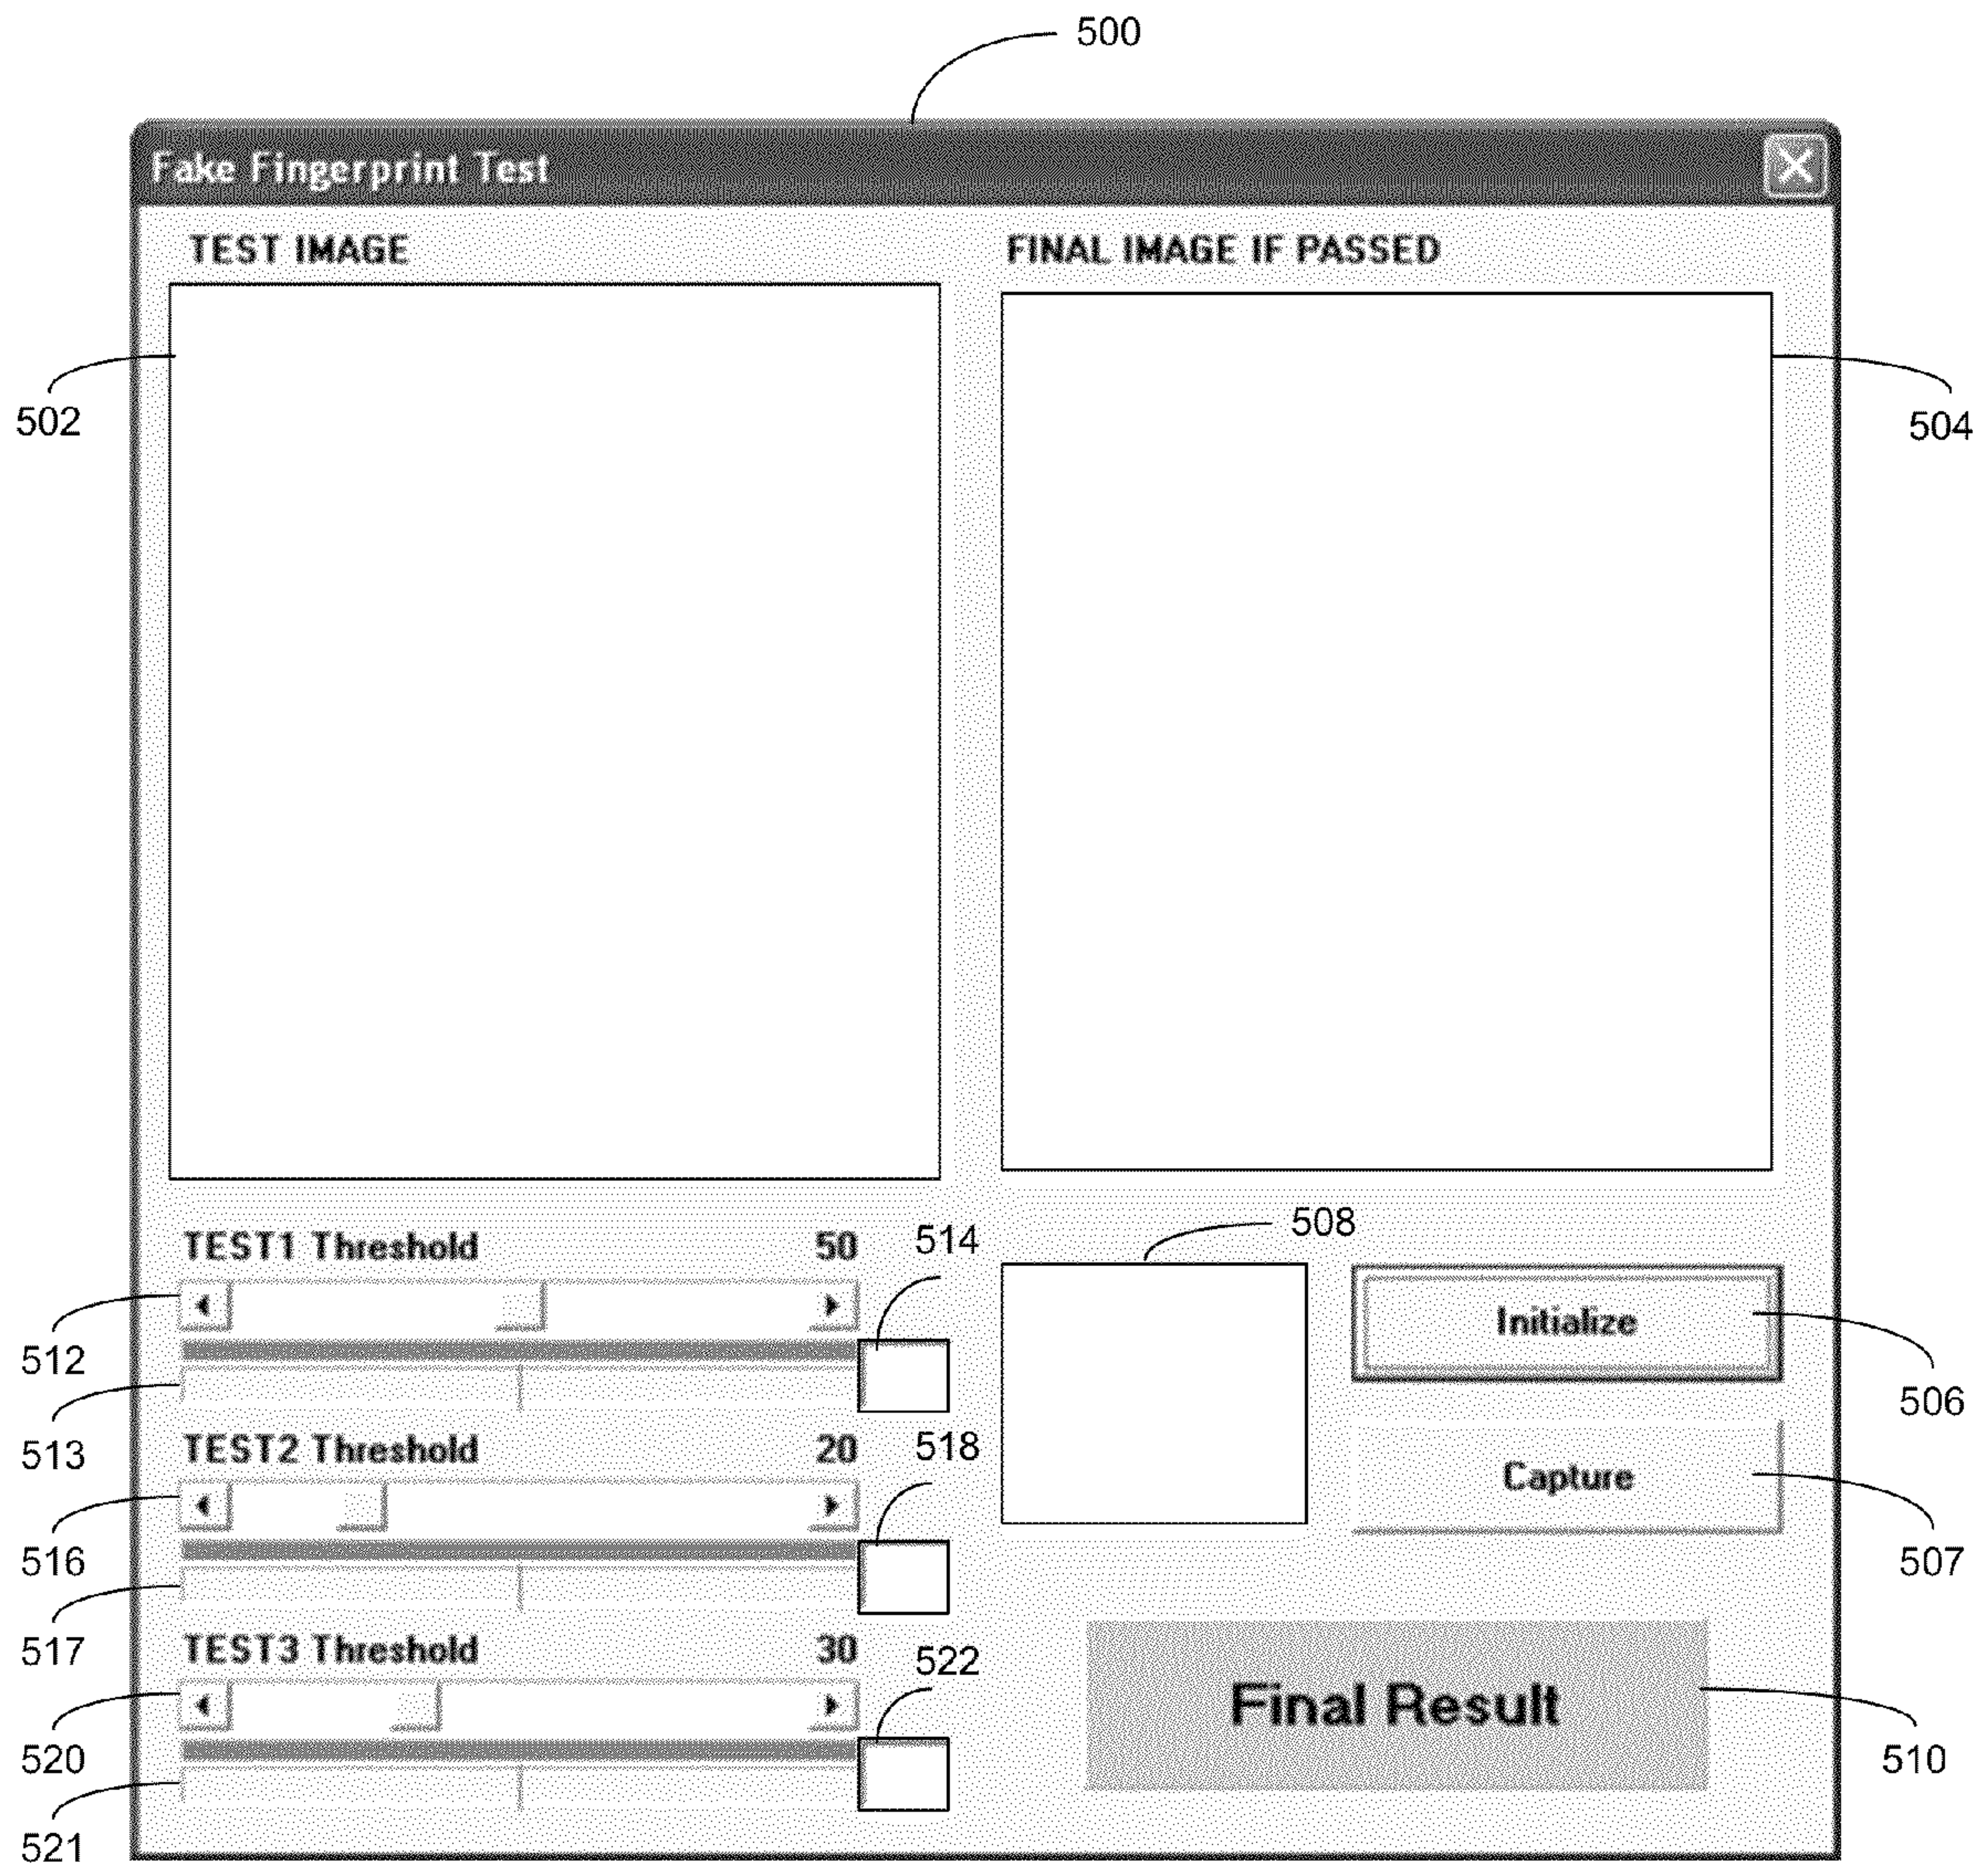 500
Fake Fingerprint Test
TEST IMAGE
FINAL IMAGE IF PASSED
502
504
TEST1 Threshold 50
514
508
512
Initialize
513
506
TEST2 Threshold 20
518
Capture
516
507
517
TEST3 Threshold 30
522
Final Result
520
510
521